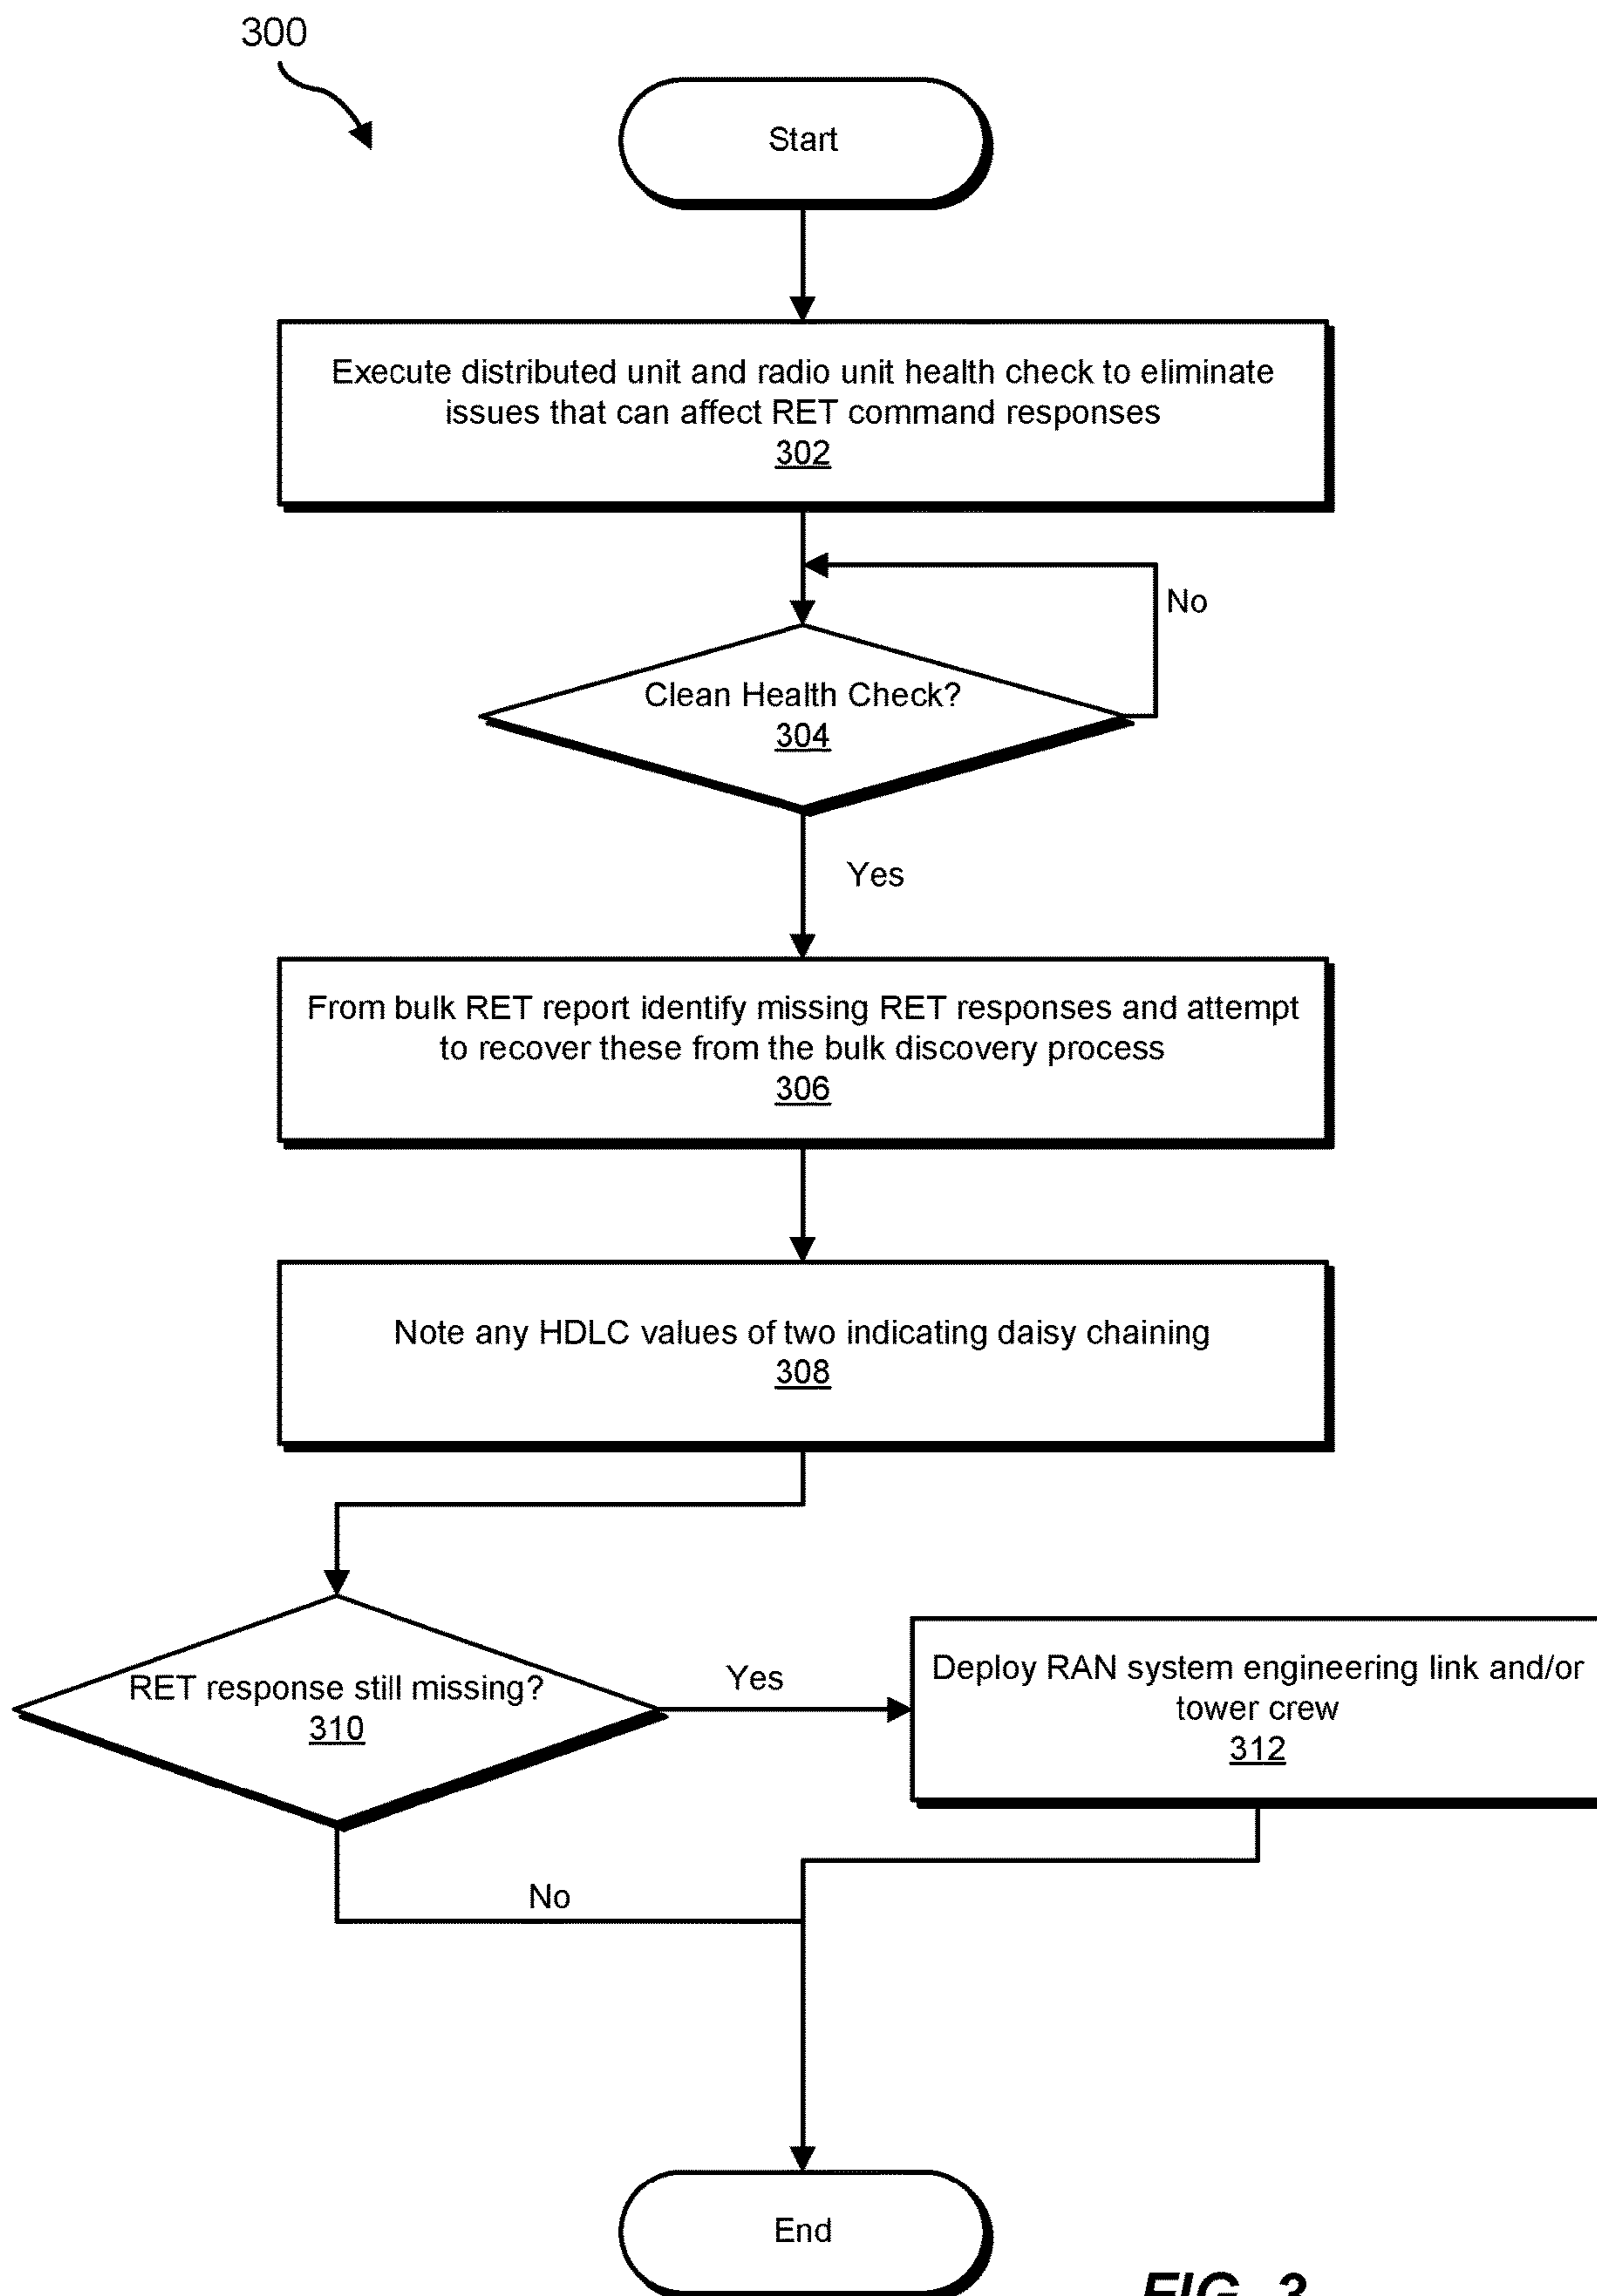 300
Start
Execute distributed unit and radio unit health check to eliminate
issues that can affect RET command responses
302
No
Clean Health Check?
304
Yes
From bulk RET report identify missing RET responses and attempt
to recover these from the bulk discovery process
306
Note any HDLC values of two indicating daisy chaining
308
RET response still missing?
310
Yes
Deploy RAN system engineering link and/or
tower crew
312
No
End
FIG. 3